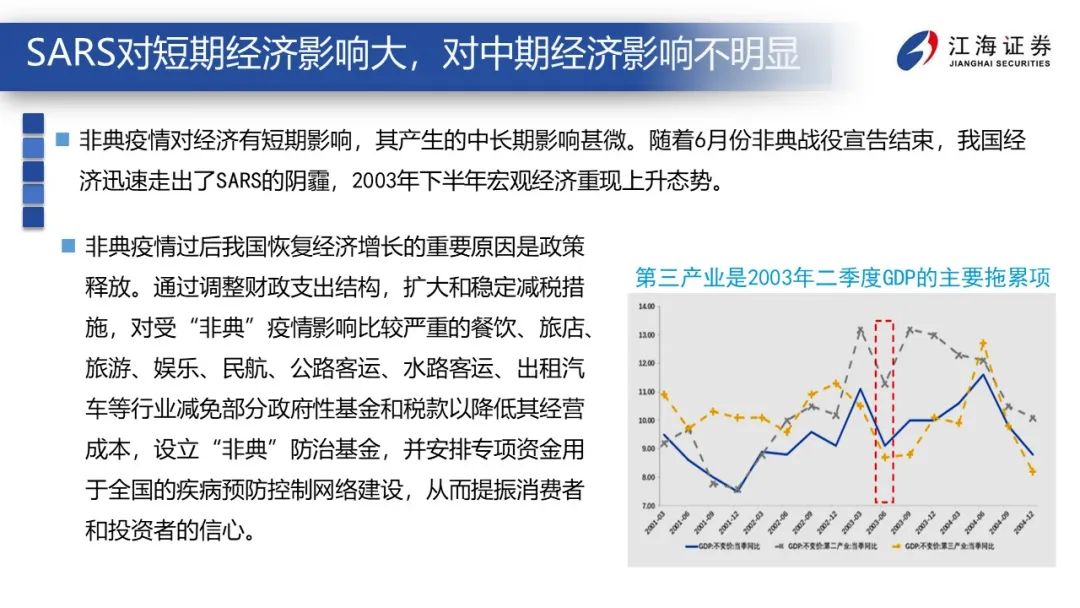 SARS对短期经济影响大，对中期经济影响不明显
江海证券
JIANGHAI SECURITIES
非典疫情对经济有短期影响，其产生的中长期影响甚微。随着6月份非典战役宣告结束，我国经
济迅速走出了SARS的阴霾，2003年下半年宏观经济重现上升态势。
非典疫情过后我国恢复经济增长的重要原因是政策
释放。通过调整财政支出结构，扩大和稳定减税措
施，对受“非典”疫情影响比较严重的餐饮、旅店、
旅游、娱乐、民航、公路客运、水路客运、出租汽
车等行业减免部分政府性基金和税款以降低其经营
成本，设立“非典”防治基金，并安排专项资金用
于全国的疾病预防控制网络建设，从而提振消费者
和投资者的信心。
第三产业是2003年二季度GDP的主要拖累项
14.00
13.00
12.00
11.00
10.00
9.00
8.00
7.00
2001-03
2001-06
2001-09
2001-12
2002-03
2002-06
2002-09
2002-12
2003-03
2003-06
2003-09
2003-12
2004-03
2004-06
2004-09
2004-12
GDP:不变价:当季同比
GDP:不变价:第二产业:当季同比
GDP:不变价:第三产业:当季同比